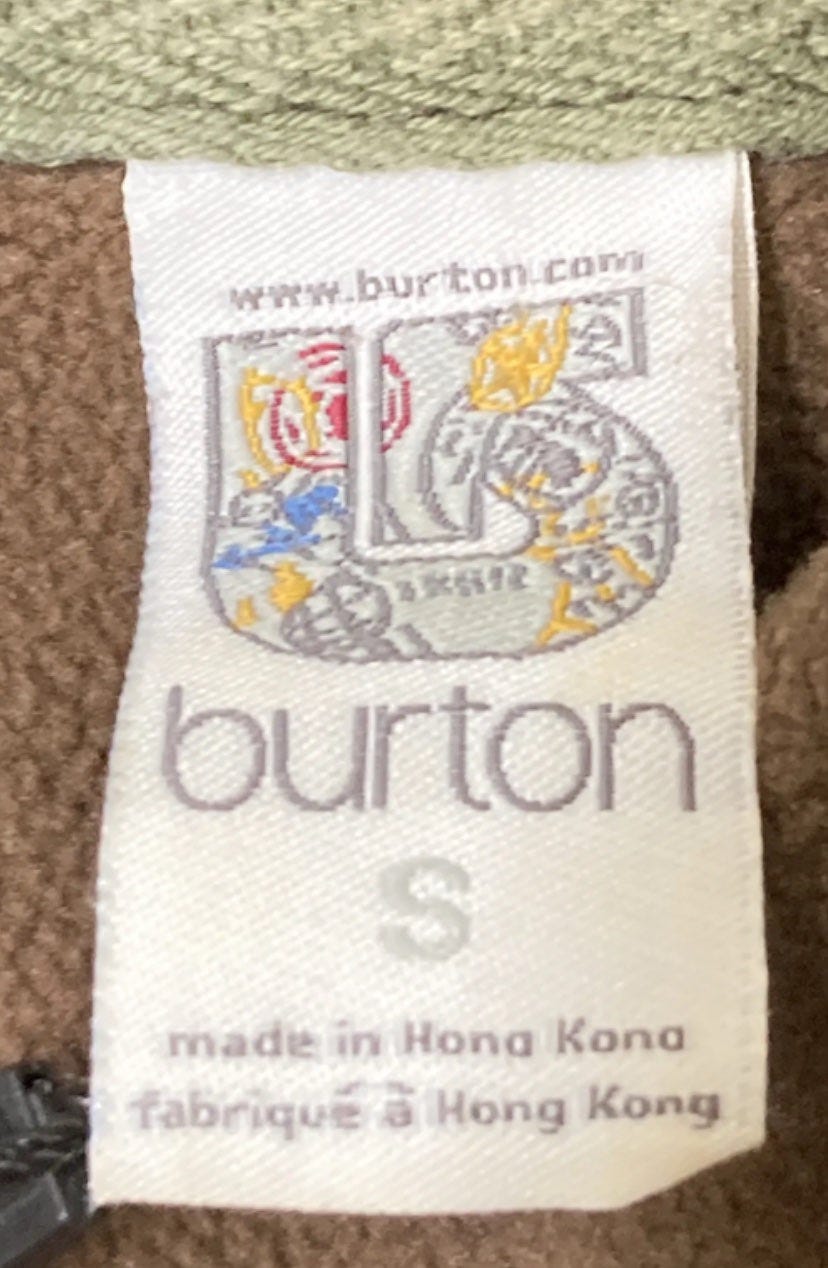 www.burton.com
burton
S
made in Hong Kong
fabriqué à Hong Kong